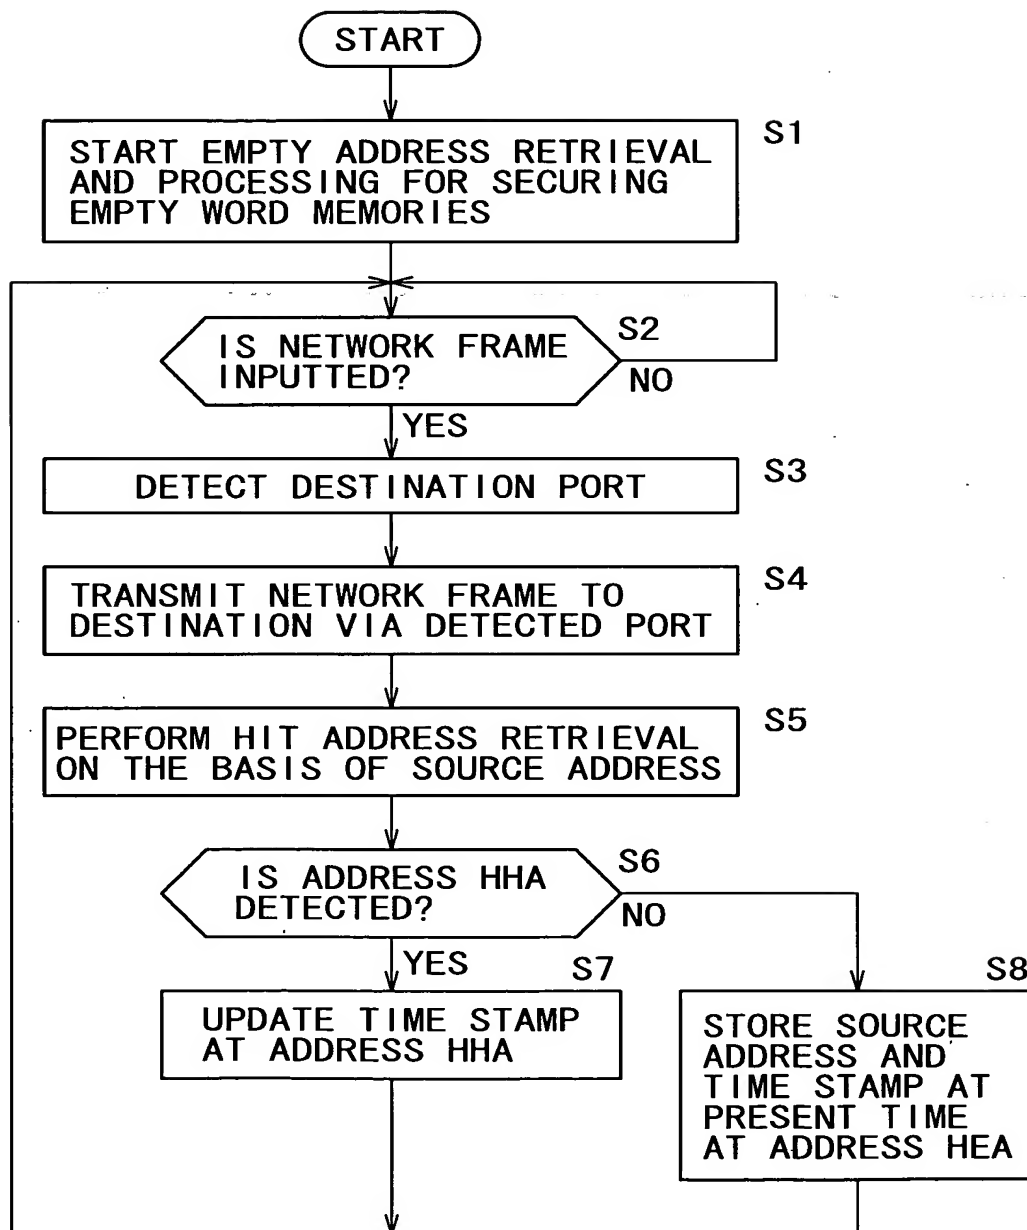 START
S1
START EMPTY ADDRESS RETRIEVAL
AND PROCESSING FOR SECURING
EMPTY WORD MEMORIES
S2
IS NETWORK FRAME
INPUTTED?
NO
YES
S3
DETECT DESTINATION PORT
S4
TRANSMIT NETWORK FRAME TO
DESTINATION VIA DETECTED PORT
S5
PERFORM HIT ADDRESS RETRIEVAL
ON THE BASIS OF SOURCE ADDRESS
S6
IS ADDRESS HHA
DETECTED?
NO
YES
S7
UPDATE TIME STAMP
AT ADDRESS HHA
S8
STORE SOURCE
ADDRESS AND
TIME STAMP AT
PRESENT TIME
AT ADDRESS HEA